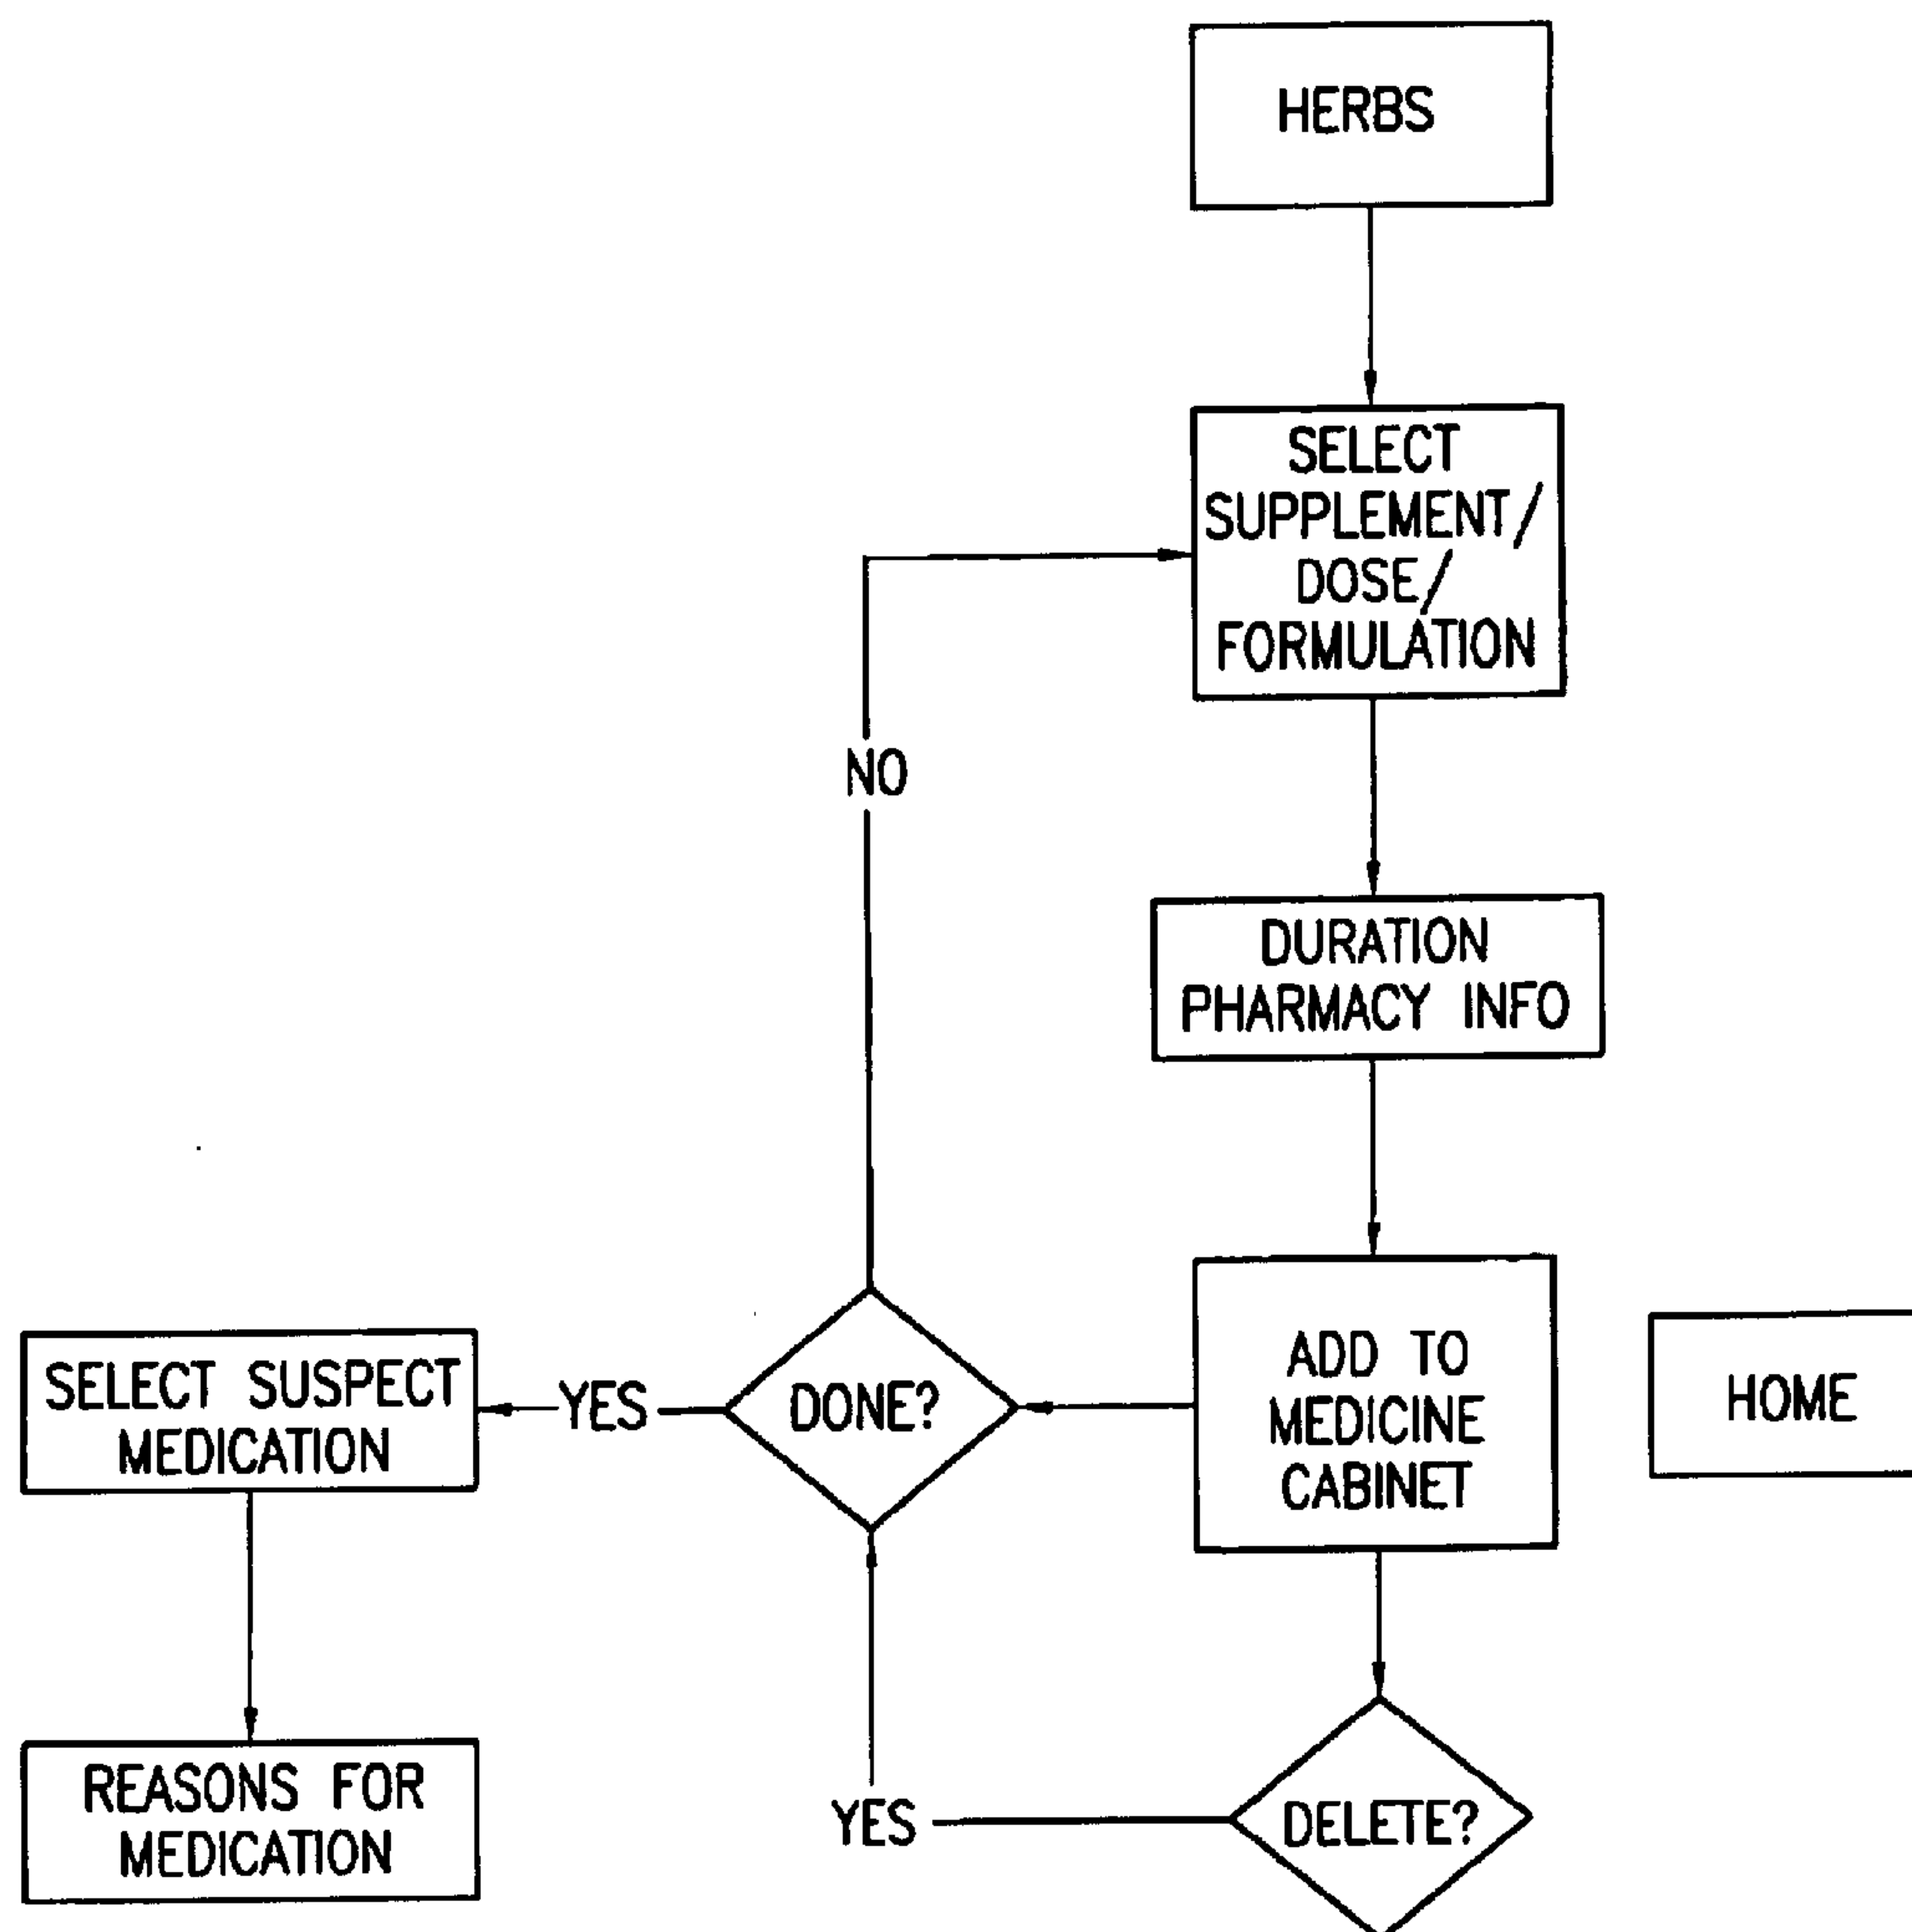 HERBS
SELECT
SUPPLEMENT/
DOSE/
FORMULATION
NO
DURATION
PHARMACY INFO
SELECT SUSPECT
MEDICATION
YES
DONE?
ADD TO
MEDICINE
CABINET
HOME
REASONS FOR
MEDICATION
YES
DELETE?